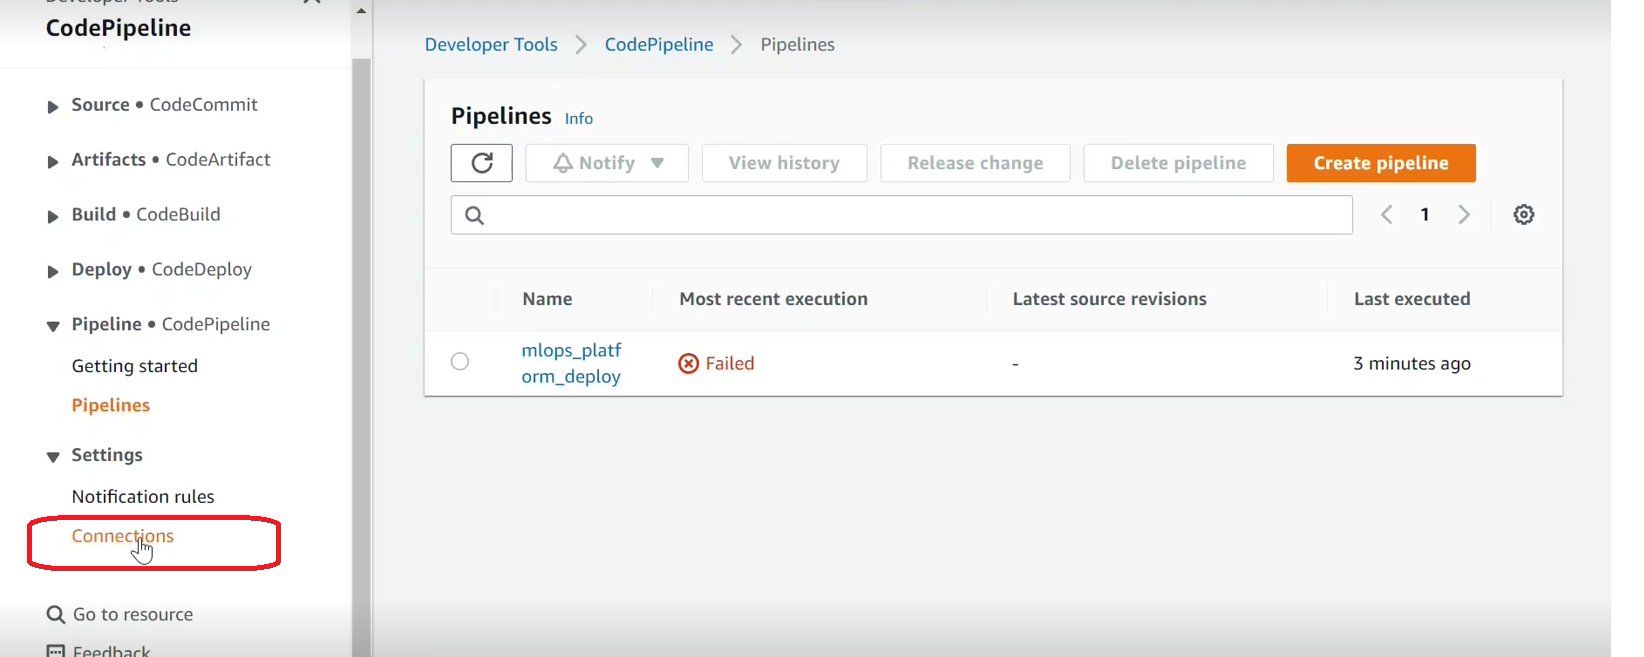 Developer Tools
CodePipeline
Source • CodeCommit
Artifacts • CodeArtifact
Build • CodeBuild
Deploy • CodeDeploy
Pipeline • CodePipeline
Getting started
Pipelines
Settings
Notification rules
Connections
Go to resource
Feedback
Developer Tools > CodePipeline > Pipelines
Pipelines Info
Notify View history Release change Delete pipeline Create pipeline
1
Name Most recent execution Latest source revisions Last executed
mlops_platf
orm_deploy
Failed - 3 minutes ago